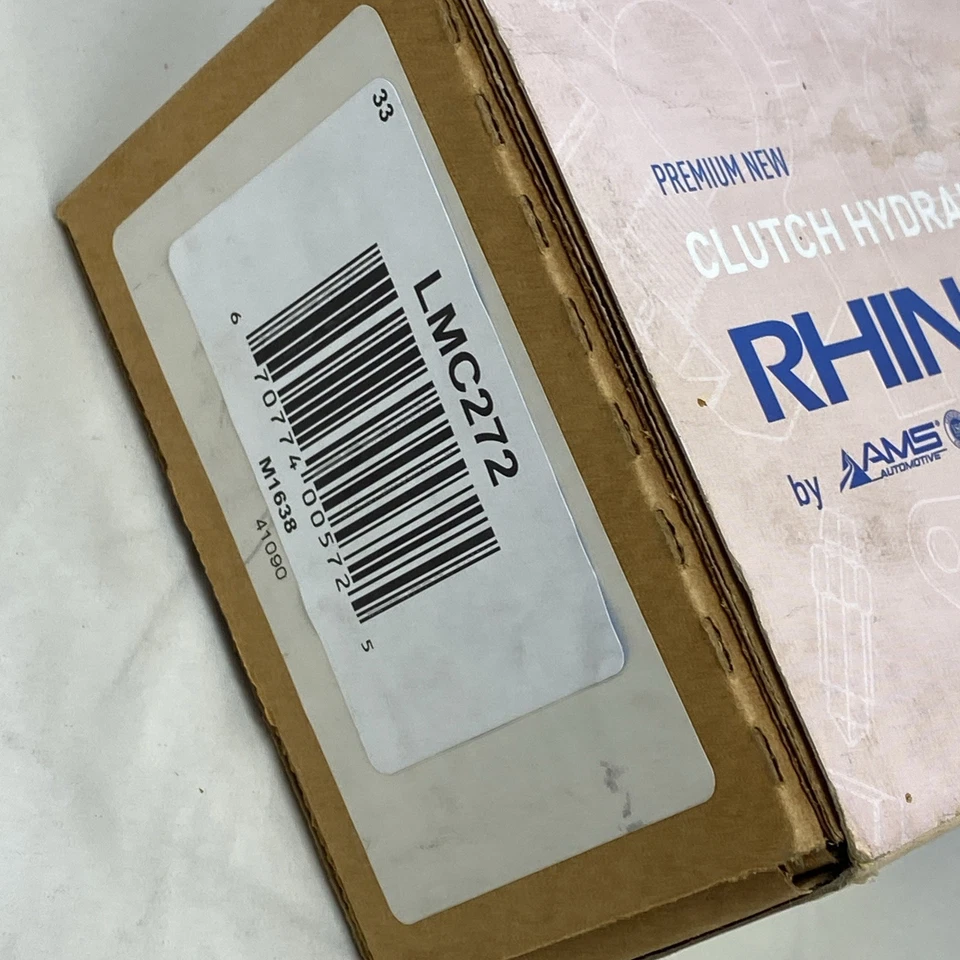 33
LMC272
6 70774 00572 5
M1638
41090
PREMIUM NEW
CLUTCH HYDRA
RHIN
by AMS®
AUTOMOTIVE